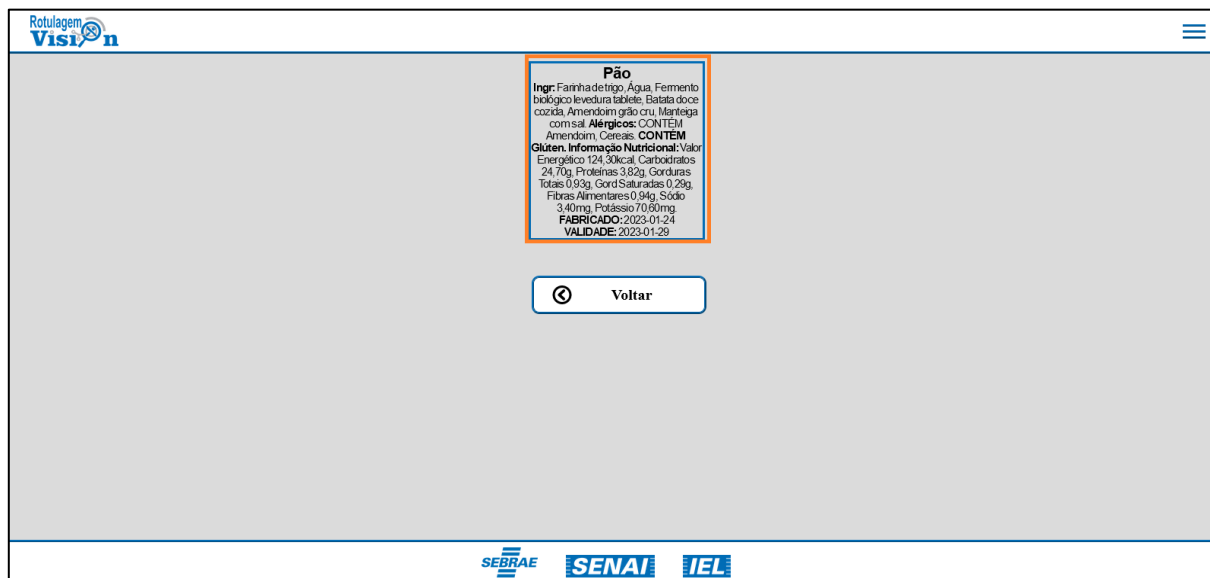 Rotulagem
Vision
Pão
Ingr: Farinha de trigo, Água, Fermento
biológico levedura tablete, Batata doce
cozida, Amendoim grão cru, Manteiga
com sal. Alérgicos: CONTÉM
Amendoim, Cereais. CONTÉM
Glúten. Informação Nutricional: Valor
Energético 124,30kcal, Carboidratos
24,70g, Proteínas 3,82g, Gorduras
Totais 0,93g, Gord Saturadas 0,29g,
Fibras Alimentares 0,94g, Sódio
3,40mg, Potássio 70,60mg.
FABRICADO: 2023-01-24
VALIDADE: 2023-01-29
Voltar
SEBRAE SENAI IEL